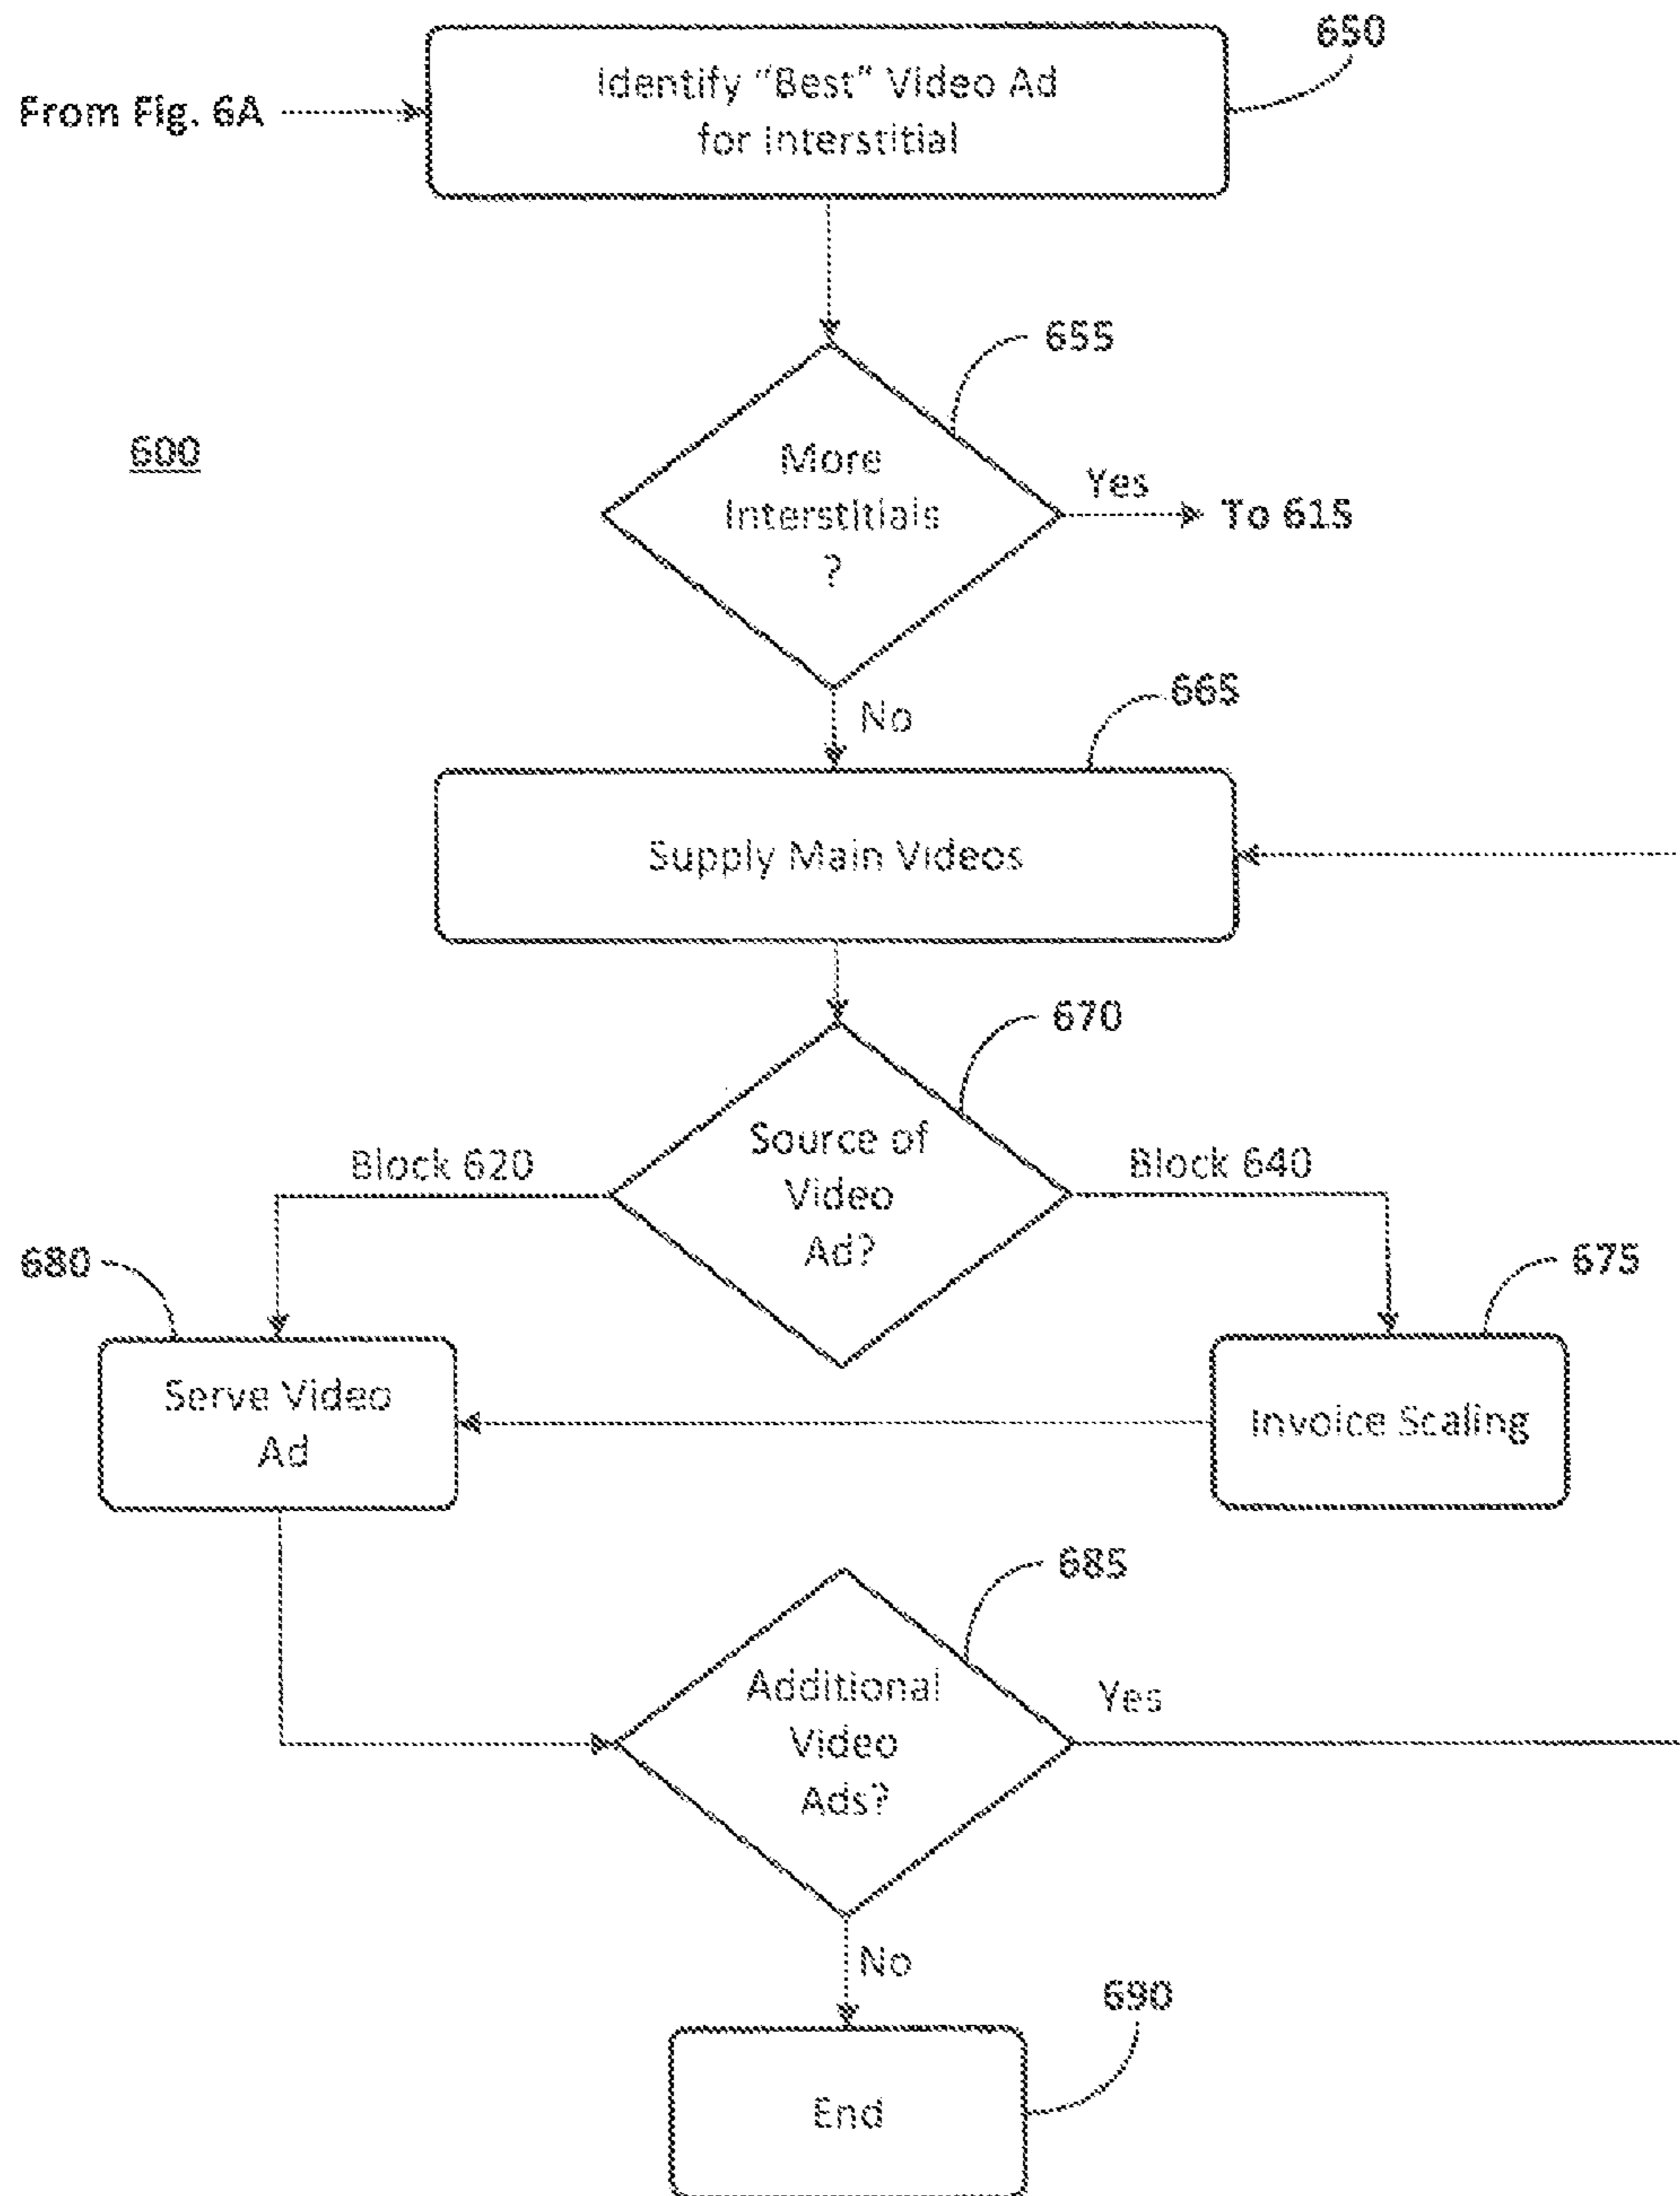 650
Identify "Best" Video Ad
for Interstitial
From Fig. 6A
655
600
More
Interstitials
?
Yes
To 615
No
665
Supply Main Videos
670
Source of
Video
Ad?
Block 620
Block 640
680
675
Serve Video
Ad
Invoice Scaling
685
Additional
Video
Ads?
Yes
No
690
End